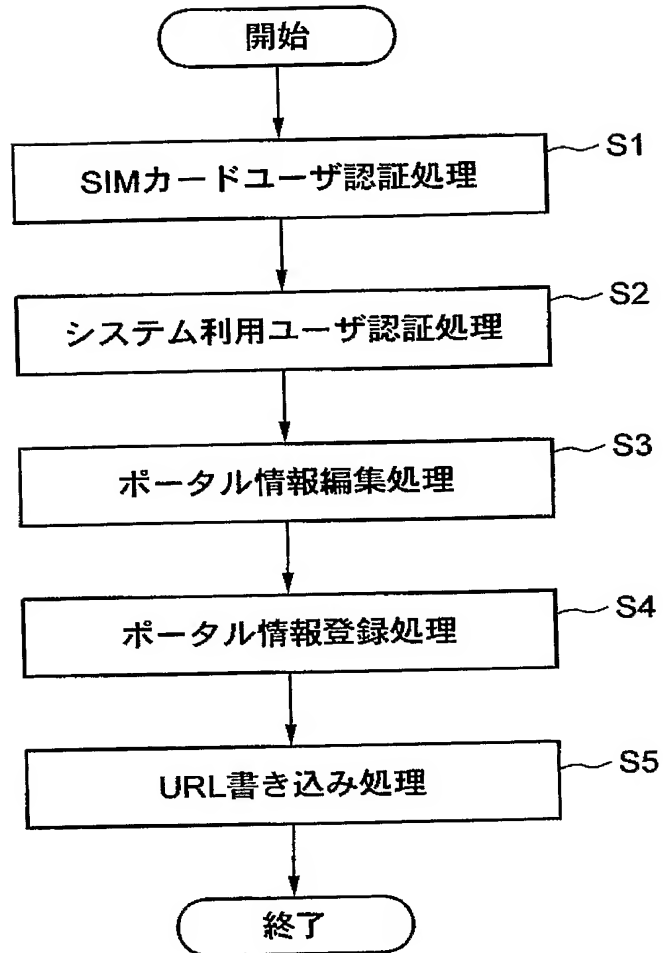 開始
S1
SIMカードユーザ認証処理
S2
システム利用ユーザ認証処理
S3
ポータル情報編集処理
S4
ポータル情報登録処理
S5
URL書き込み処理
終了